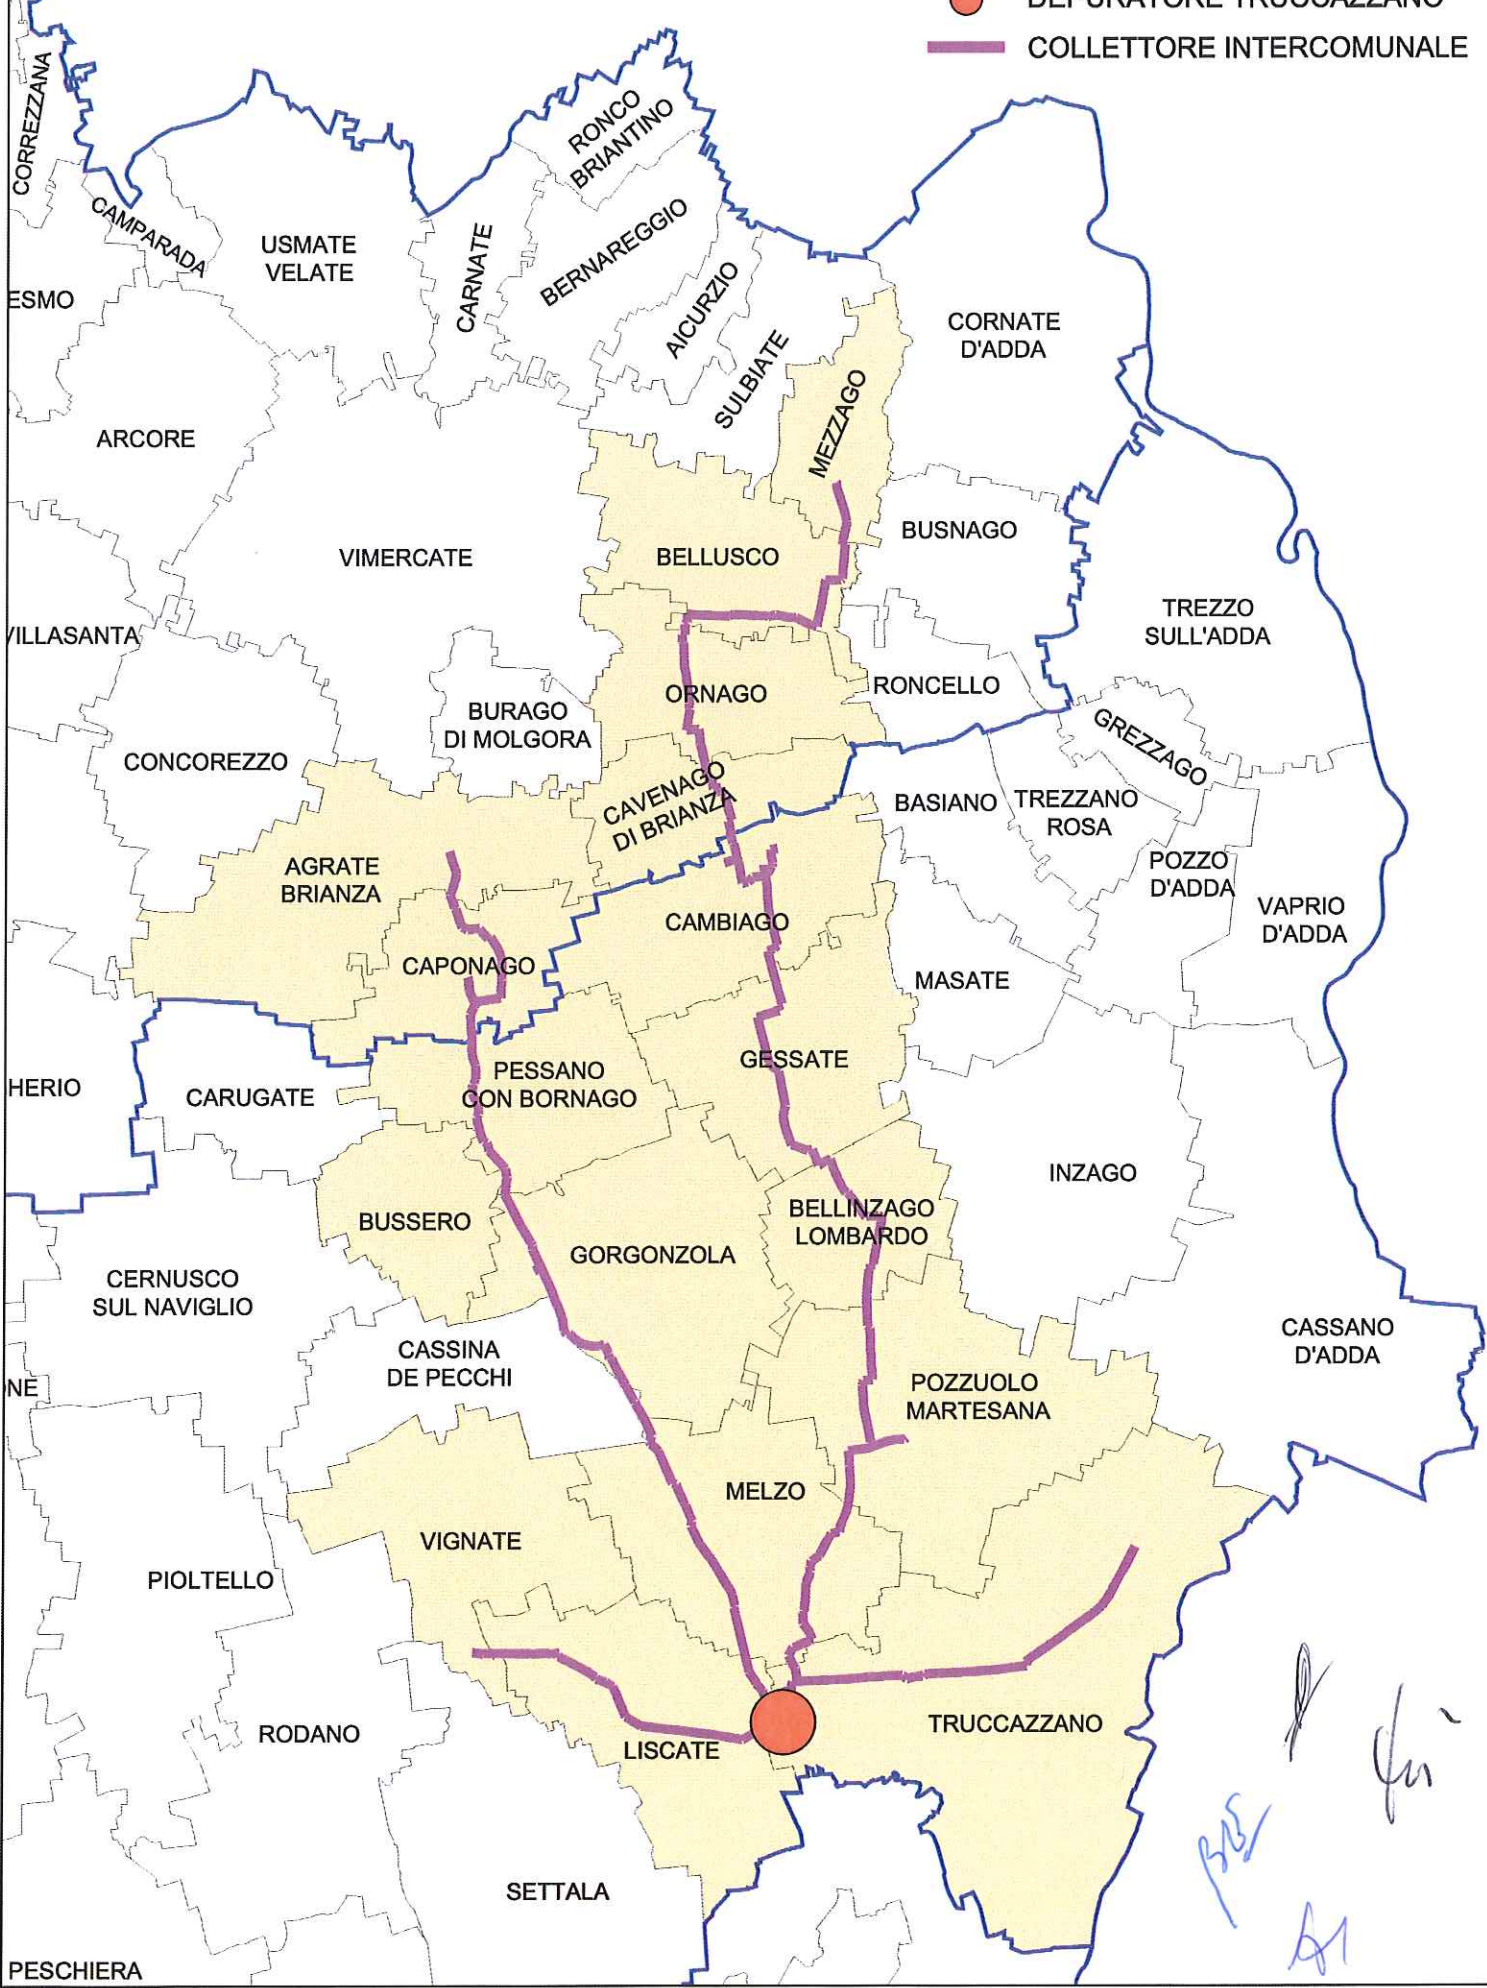 DEPURATORE TRUCCAZZANO
COLLETTORE INTERCOMUNALE
CORREZZANA
RONCO
BRIANTINO
CAMPARADA
USMATE
VELATE
CARNATE
BERNAREGGIO
AICURZIO
SULBIATE
ESMO
CORNATE
D'ADDA
MEZZAGO
ARCORE
VIMERCATE
BELLUSCO
BUSNAGO
TREZZO
SULL'ADDA
VILLASANTA
BURAGO
DI MOLGORA
ORNAGO
RONCELLO
GREZZAGO
CONCOREZZO
CAVENAGO
DI BRIANZA
BASIANO
TREZZANO
ROSA
AGRATE
BRIANZA
POZZO
D'ADDA
CAMBIAGO
VAPRIO
D'ADDA
CAPONAGO
MASATE
HERIO
CARUGATE
PESSANO
CON BORNAGO
GESSATE
INZAGO
BUSSERO
GORGONZOLA
BELLINZAGO
LOMBARDO
CERNUSCO
SUL NAVIGLIO
CASSINA
DE PECCHI
CASSANO
D'ADDA
NE
POZZUOLO
MARTESANA
MELZO
VIGNATE
PIOLTELLO
RODANO
LISCATE
TRUCCAZZANO
SETTALA
PESCHIERA